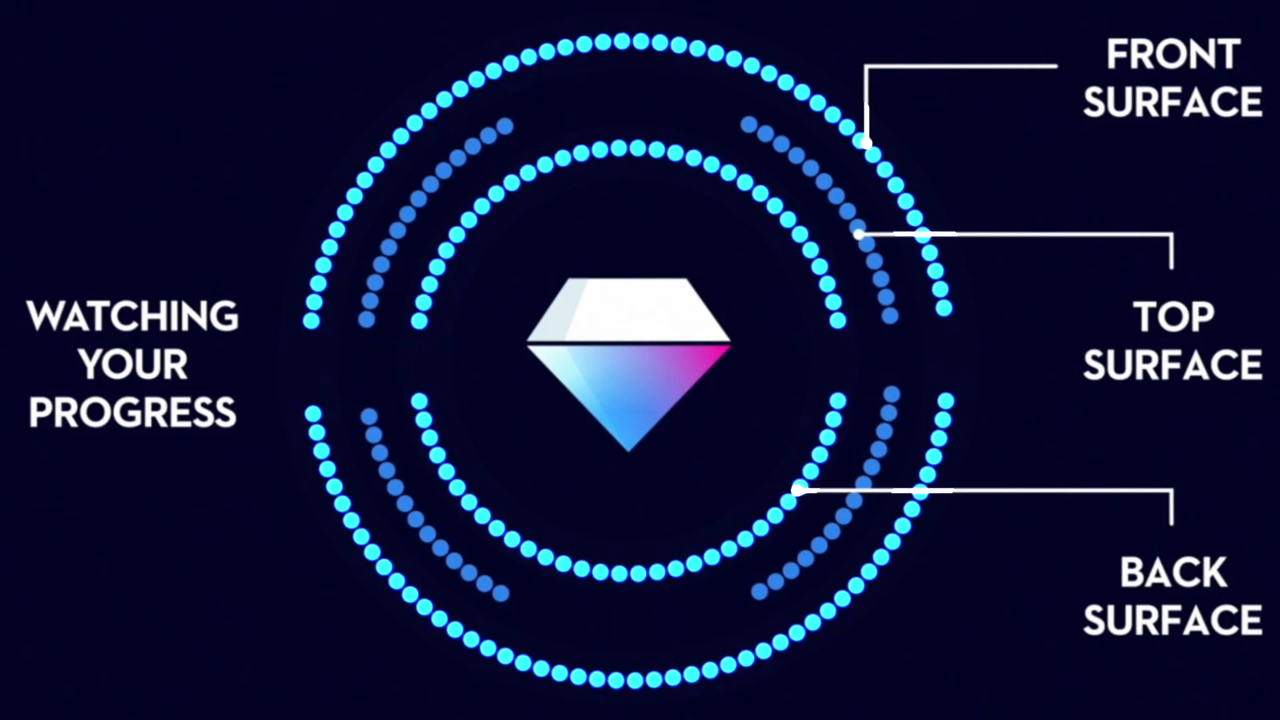 WATCHING
YOUR
PROGRESS
FRONT
SURFACE
TOP
SURFACE
BACK
SURFACE